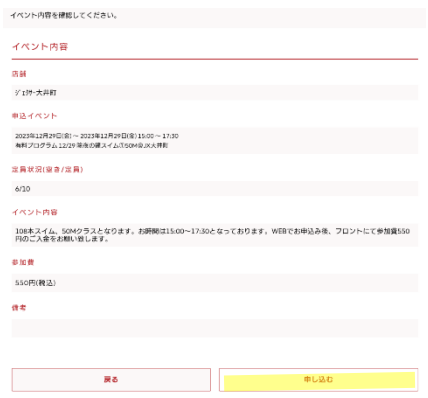 イベント内容を確認してください。
イベント内容
店舗
ｼﾞｪｸｻｰ大井町
申込イベント
2023年12月29日(金) ～ 2023年12月29日(金) 15:00 ～ 17:30
有料プログラム 12/29 除夜の鐘スイム①50M@JX大井町
定員状況(空き/定員)
6/10
イベント内容
108本スイム、50Mクラスとなります。お時間は15:00～17:30となっております。WEBでお申込み後、フロントにて参加費550
円のご入金をお願い致します。
参加費
550円(税込)
備考
戻る
申し込む